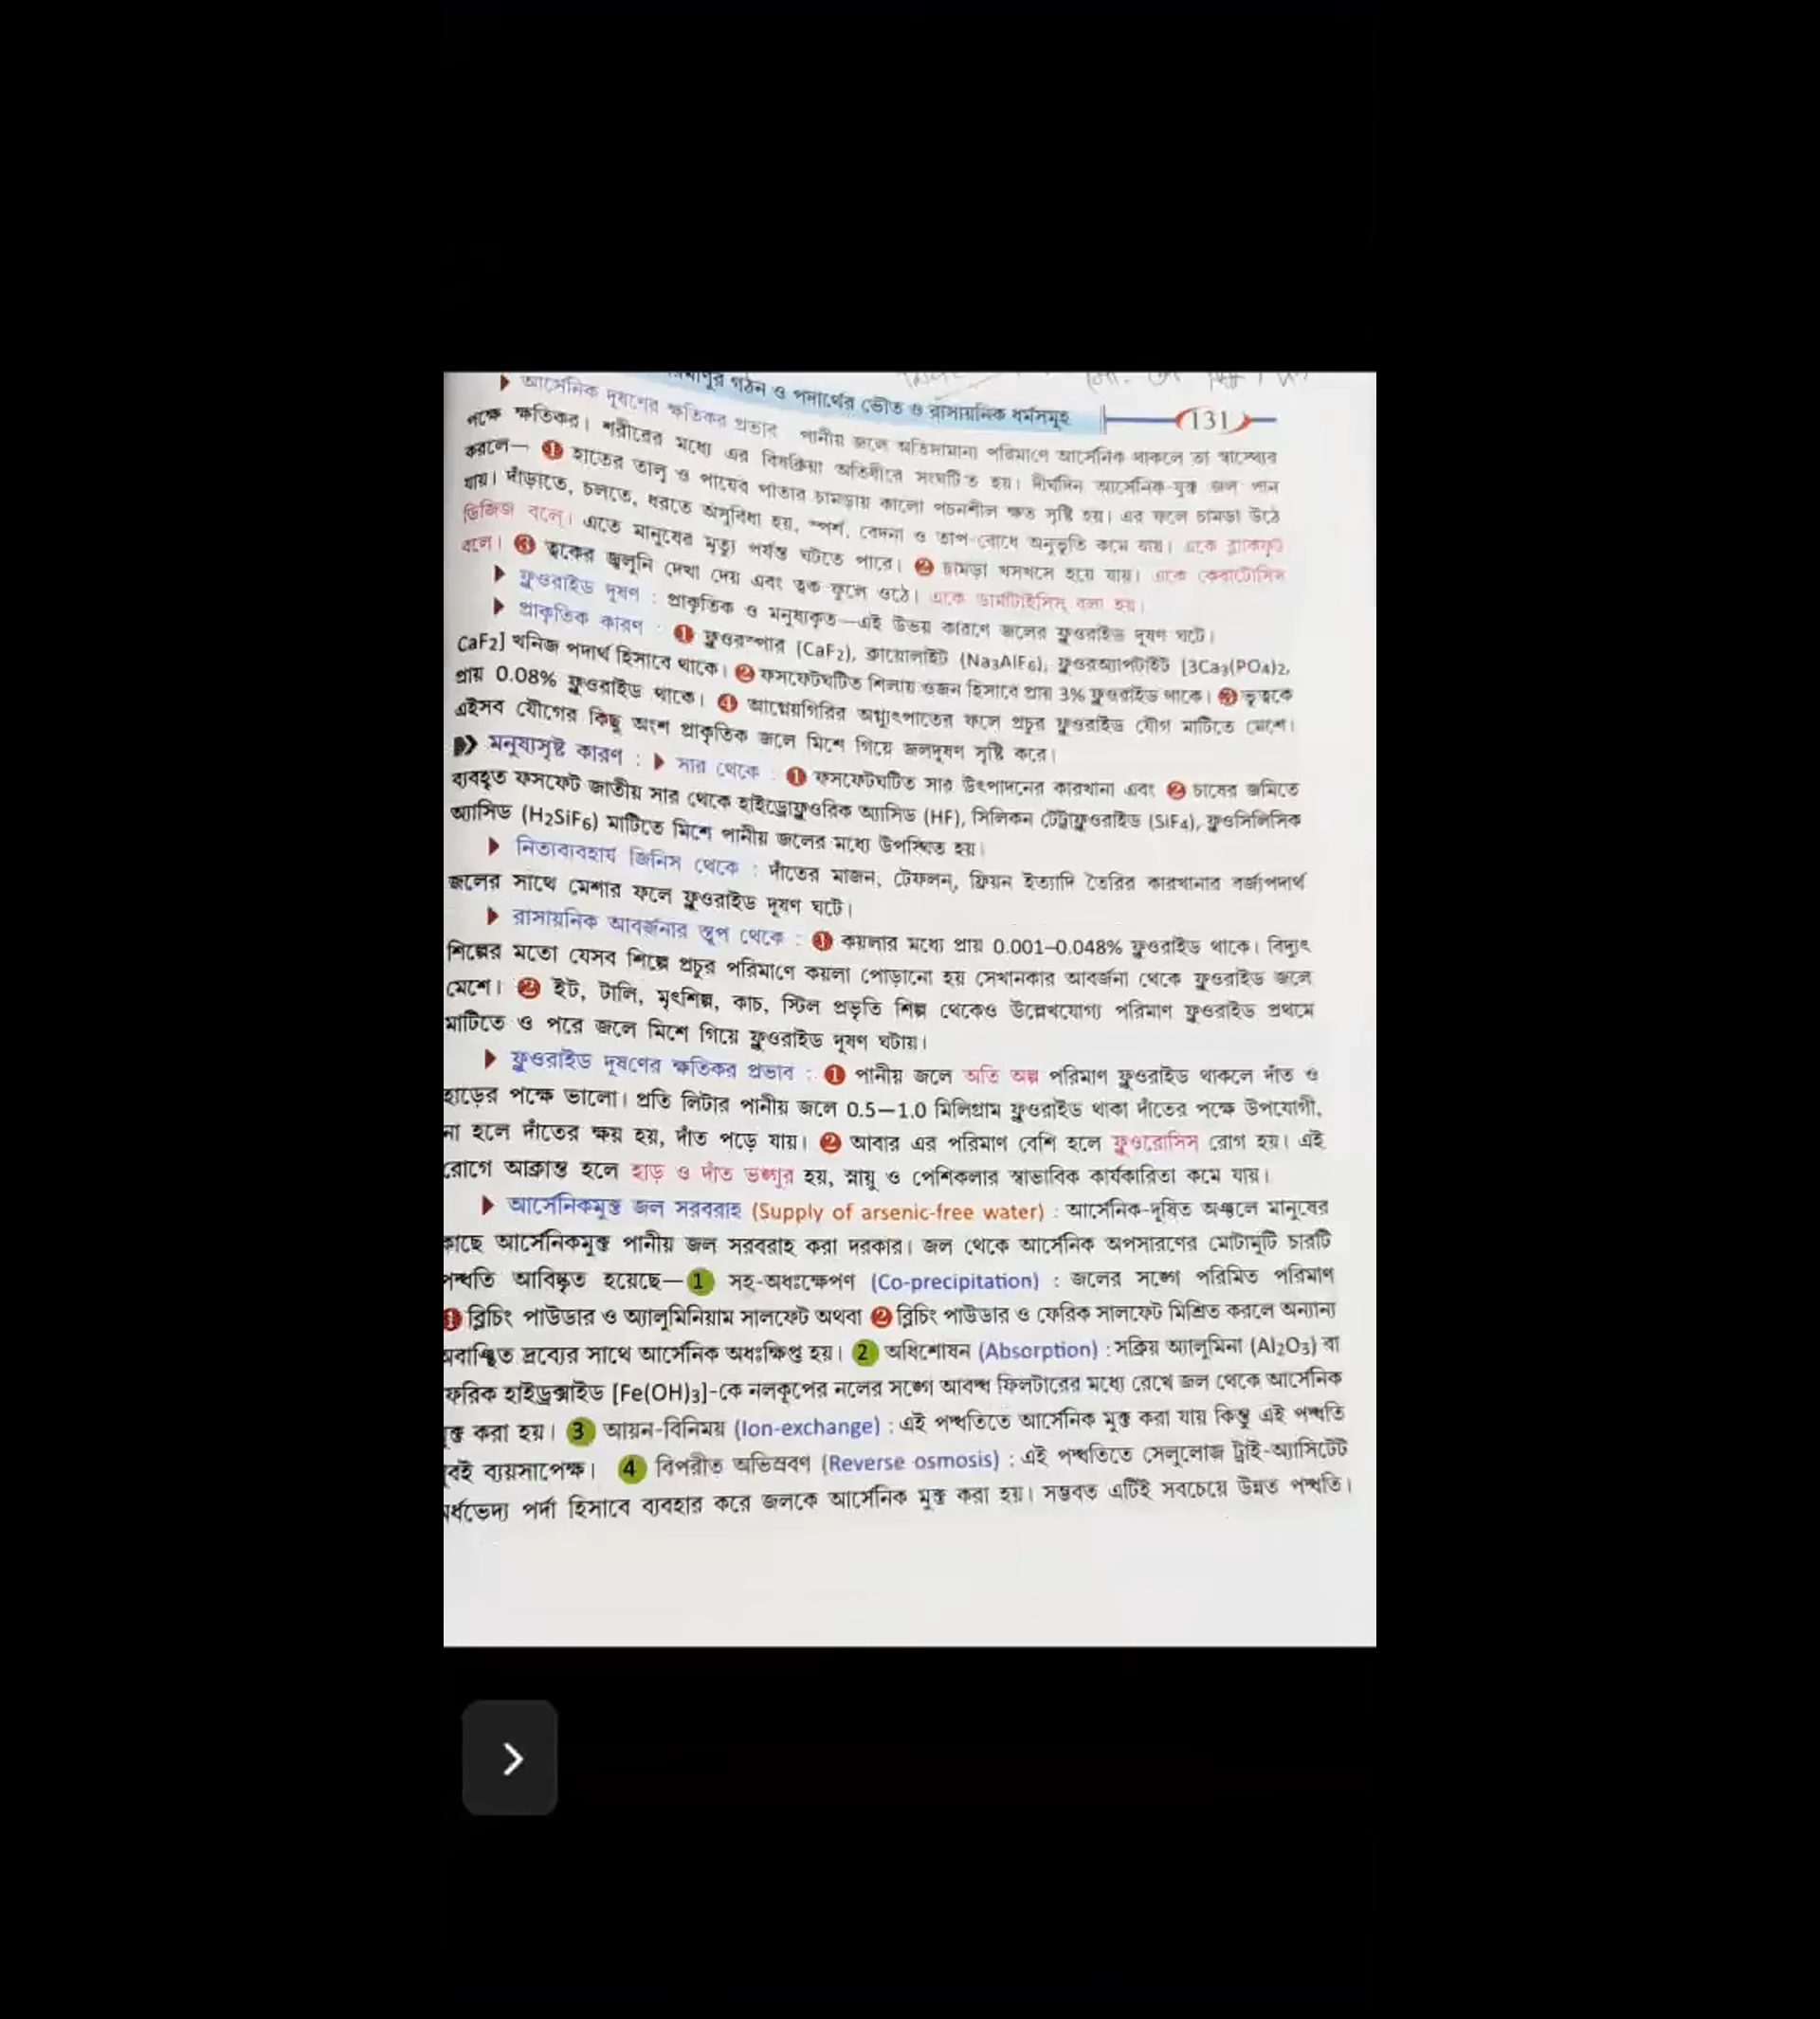 পরমাণুর গঠন ও পদার্থের ভৌত ও রাসায়নিক ধর্মসমূহ 131
▶ আর্সেনিক দূষণের ক্ষতিকর প্রভাব পানীয় জলে অতিসামান্য পরিমাণে আর্সেনিক থাকলে তা স্বাস্থ্যের
পক্ষে ক্ষতিকর। শরীরের মধ্যে এর বিষক্রিয়া অতিধীরে সংঘটিত হয়। দীর্ঘদিন আর্সেনিক-যুক্ত জল পান
করলে— 1 হাতের তালু ও পায়ের পাতার চামড়ায় কালো পচনশীল ক্ষত সৃষ্টি হয়। এর ফলে চামড়া উঠে
যায়। দাঁড়াতে, চলতে, ধরতে অসুবিধা হয়, স্পর্শ, বেদনা ও তাপ বোধে অনুভূতি কমে যায়। একে ব্ল্যাকফুট
ডিজিজ বলে। এতে মানুষের মৃত্যু পর্যন্ত ঘটতে পারে। 2 চামড়া খসখসে হয়ে যায়। একে কেরাটোসিস
বলে। 3 ত্বকের জ্বলুনি দেখা দেয় এবং ত্বক ফুলে ওঠে। একে ডার্মাটাইসিস্ বলা হয়।
▶ ফ্লুওরাইড দূষণ : প্রাকৃতিক ও মনুষ্যকৃত—এই উভয় কারণে জলের ফ্লুওরাইড দূষণ ঘটে।
▶ প্রাকৃতিক কারণ : 1 ফ্লুওরস্পার (CaF₂), ক্রায়োলাইট (Na₃AlF₆), ফ্লুওরঅ্যাপটাইট [3Ca₃(PO₄)₂,
CaF₂] খনিজ পদার্থ হিসাবে থাকে। 2 ফসফেটঘটিত শিলায় ওজন হিসাবে প্রায় 3% ফ্লুওরাইড থাকে। 3 ভূত্বকে
প্রায় 0.08% ফ্লুওরাইড থাকে। 4 আগ্নেয়গিরির অগ্ন্যুৎপাতের ফলে প্রচুর ফ্লুওরাইড যৌগ মাটিতে মেশে।
এইসব যৌগের কিছু অংশ প্রাকৃতিক জলে মিশে গিয়ে জলদূষণ সৃষ্টি করে।
▶ মনুষ্যসৃষ্ট কারণ : ▶ সার থেকে : 1 ফসফেটঘটিত সার উৎপাদনের কারখানা এবং 2 চাষের জমিতে
ব্যবহৃত ফসফেট জাতীয় সার থেকে হাইড্রোফ্লুওরিক অ্যাসিড (HF), সিলিকন টেট্রাফ্লুওরাইড (SiF₄), ফ্লুওসিলিসিক
অ্যাসিড (H₂SiF₆) মাটিতে মিশে পানীয় জলের মধ্যে উপস্থিত হয়।
▶ নিত্যব্যবহার্য জিনিস থেকে : দাঁতের মাজন, টেফলন্, ফ্রিয়ন ইত্যাদি তৈরির কারখানার বর্জ্যপদার্থ
জলের সাথে মেশার ফলে ফ্লুওরাইড দূষণ ঘটে।
▶ রাসায়নিক আবর্জনার স্তূপ থেকে : 1 কয়লার মধ্যে প্রায় 0.001–0.048% ফ্লুওরাইড থাকে। বিদ্যুৎ
শিল্পের মতো যেসব শিল্পে প্রচুর পরিমাণে কয়লা পোড়ানো হয় সেখানকার আবর্জনা থেকে ফ্লুওরাইড জলে
মেশে। 2 ইট, টালি, মৃৎশিল্প, কাচ, স্টিল প্রভৃতি শিল্প থেকেও উল্লেখযোগ্য পরিমাণ ফ্লুওরাইড প্রথমে
মাটিতে ও পরে জলে মিশে গিয়ে ফ্লুওরাইড দূষণ ঘটায়।
▶ ফ্লুওরাইড দূষণের ক্ষতিকর প্রভাব : 1 পানীয় জলে অতি অল্প পরিমাণ ফ্লুওরাইড থাকলে দাঁত ও
হাড়ের পক্ষে ভালো। প্রতি লিটার পানীয় জলে 0.5—1.0 মিলিগ্রাম ফ্লুওরাইড থাকা দাঁতের পক্ষে উপযোগী,
না হলে দাঁতের ক্ষয় হয়, দাঁত পড়ে যায়। 2 আবার এর পরিমাণ বেশি হলে ফ্লুওরোসিস রোগ হয়। এই
রোগে আক্রান্ত হলে হাড় ও দাঁত ভঙ্গুর হয়, স্নায়ু ও পেশিকলার স্বাভাবিক কার্যকারিতা কমে যায়।
▶ আর্সেনিকমুক্ত জল সরবরাহ (Supply of arsenic-free water) : আর্সেনিক-দূষিত অঞ্চলে মানুষের
কাছে আর্সেনিকমুক্ত পানীয় জল সরবরাহ করা দরকার। জল থেকে আর্সেনিক অপসারণের মোটামুটি চারটি
পদ্ধতি আবিষ্কৃত হয়েছে— 1 সহ-অধঃক্ষেপণ (Co-precipitation) : জলের সঙ্গে পরিমিত পরিমাণ
1 ব্লিচিং পাউডার ও অ্যালুমিনিয়াম সালফেট অথবা 2 ব্লিচিং পাউডার ও ফেরিক সালফেট মিশ্রিত করলে অন্যান্য
অবাঞ্ছিত দ্রব্যের সাথে আর্সেনিক অধঃক্ষিপ্ত হয়। 2 অধিশোষন (Absorption) : সক্রিয় অ্যালুমিনা (Al₂O₃) বা
ফেরিক হাইড্রক্সাইড [Fe(OH)₃]-কে নলকূপের নলের সঙ্গে আবদ্ধ ফিলটারের মধ্যে রেখে জল থেকে আর্সেনিক
মুক্ত করা হয়। 3 আয়ন-বিনিময় (Ion-exchange) : এই পদ্ধতিতে আর্সেনিক মুক্ত করা যায় কিন্তু এই পদ্ধতি
খুবই ব্যয়সাপেক্ষ। 4 বিপরীত অভিস্রবণ (Reverse osmosis) : এই পদ্ধতিতে সেলুলোজ ট্রাই-অ্যাসিটেট
অর্ধভেদ্য পর্দা হিসাবে ব্যবহার করে জলকে আর্সেনিক মুক্ত করা হয়। সম্ভবত এটিই সবচেয়ে উন্নত পদ্ধতি।